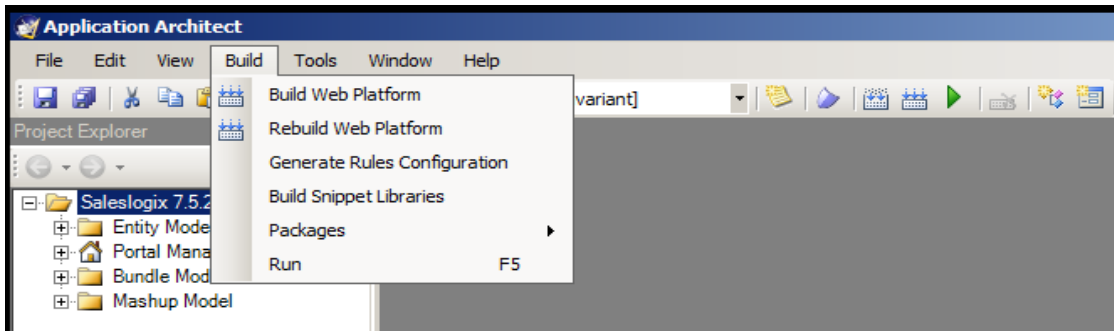 Application Architect
File Edit View Build Tools Window Help
Build Web Platform
variant]
Rebuild Web Platform
Project Explorer
Generate Rules Configuration
Build Snippet Libraries
Saleslogix 7.5.2
Entity Mode
Packages
Portal Mana
Run F5
Bundle Mod
Mashup Model